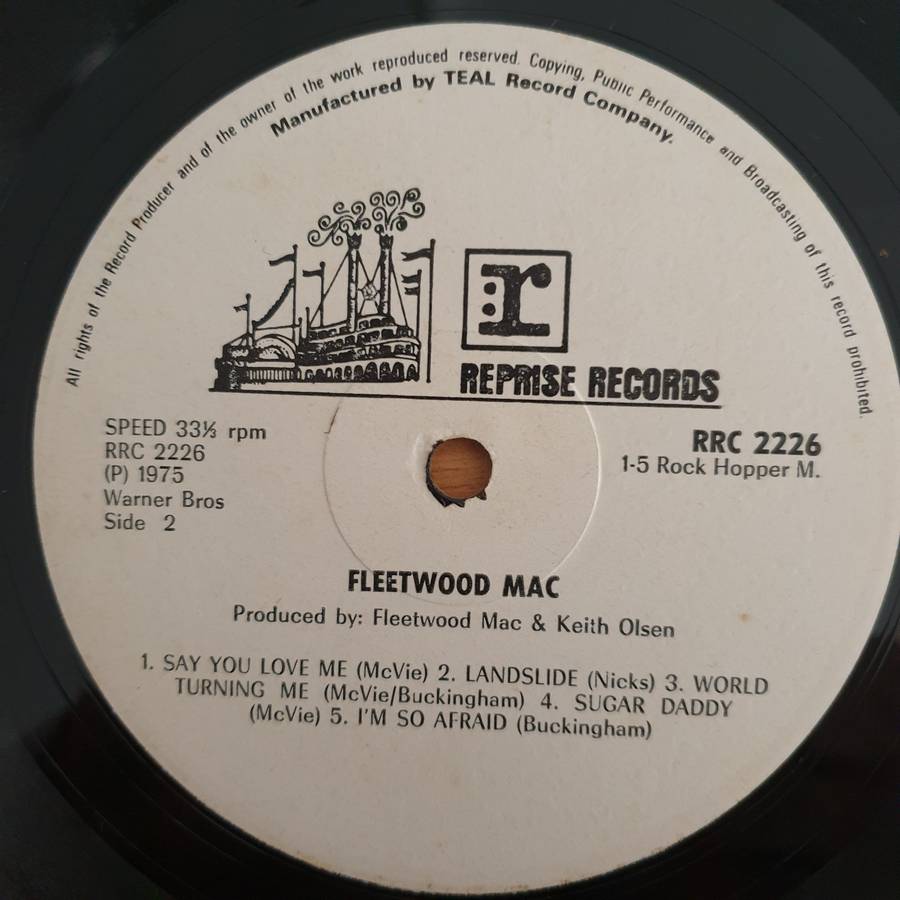 All rights of the Record Producer and of the owner of the work reproduced reserved. Copying, Public Performance and Broadcasting of this record prohibited.
Manufactured by TEAL Record Company.
r
REPRISE RECORDS
SPEED 33⅓ rpm
RRC 2226
(P) 1975
Warner Bros
Side 2
RRC 2226
1-5 Rock Hopper M.
FLEETWOOD MAC
Produced by: Fleetwood Mac & Keith Olsen
1. SAY YOU LOVE ME (McVie) 2. LANDSLIDE (Nicks) 3. WORLD
TURNING ME (McVie/Buckingham) 4. SUGAR DADDY
(McVie) 5. I'M SO AFRAID (Buckingham)